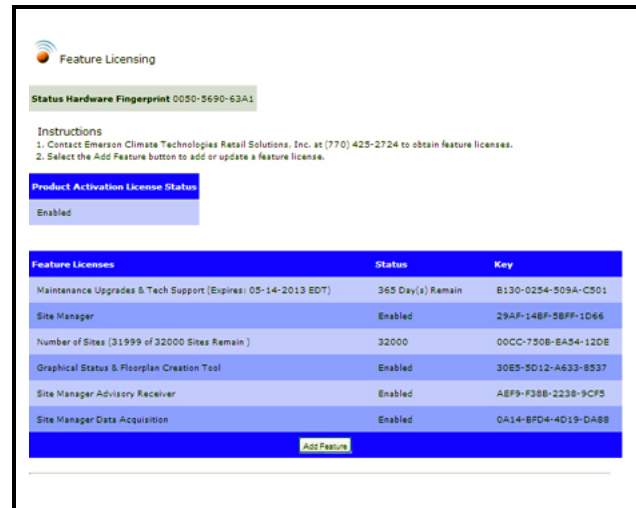 Feature Licensing
Status Hardware Fingerprint 0050-5690-63A1
Instructions
1. Contact Emerson Climate Technologies Retail Solutions, Inc. at (770) 425-2724 to obtain feature licenses.
2. Select the Add Feature button to add or update a feature license.
Product Activation License Status
Enabled
Feature Licenses Status Key
Maintenance Upgrades & Tech Support (Expires: 05-14-2013 EDT) 365 Day(s) Remain B130-0254-509A-C501
Site Manager Enabled 29AF-14BF-5BFF-1D66
Number of Sites (31999 of 32000 Sites Remain ) 32000 00CC-750B-EA54-12DE
Graphical Status & Floorplan Creation Tool Enabled 30E5-5D12-A633-8537
Site Manager Advisory Receiver Enabled AEF9-F38B-2238-9CF5
Site Manager Data Acquisition Enabled 0A14-BFD4-4D19-DA88
Add Feature